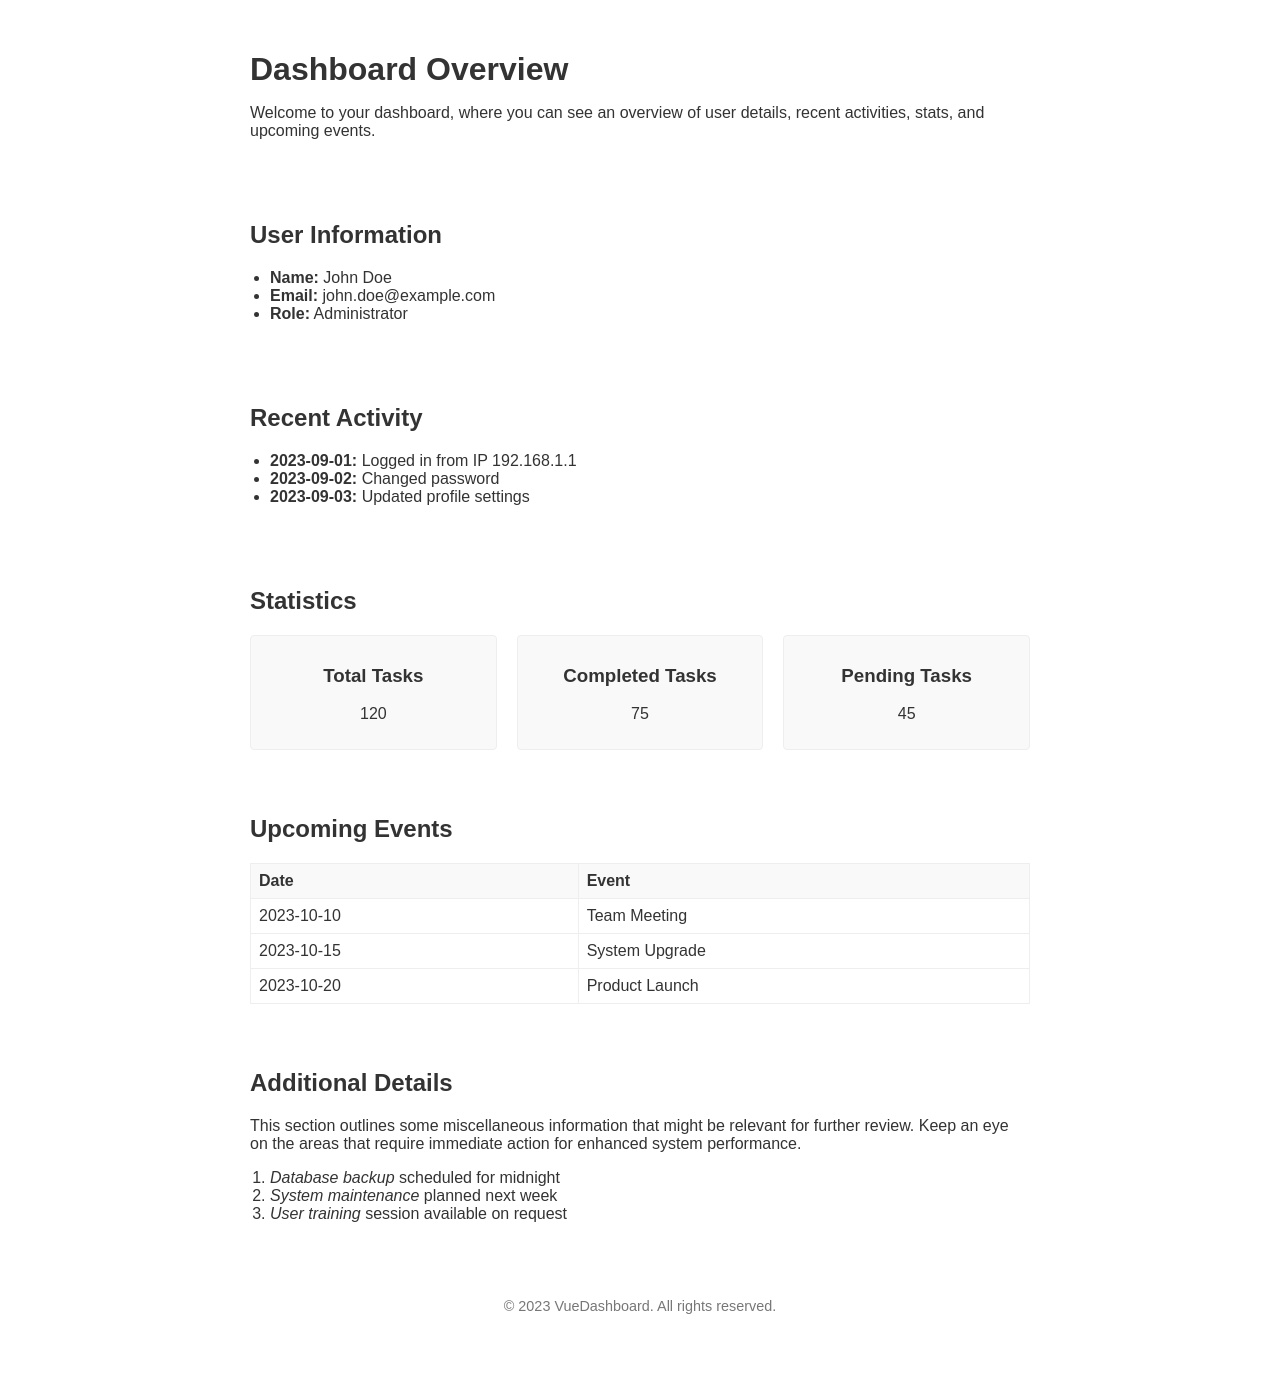 Dashboard Overview
Welcome to your dashboard, where you can see an overview of user details, recent activities, stats, and
upcoming events.
User Information
• Name: John Doe
• Email: john.doe@example.com
• Role: Administrator
Recent Activity
• 2023-09-01: Logged in from IP 192.168.1.1
• 2023-09-02: Changed password
• 2023-09-03: Updated profile settings
Statistics
Total Tasks
120
Completed Tasks
75
Pending Tasks
45
Upcoming Events
Date Event
2023-10-10 Team Meeting
2023-10-15 System Upgrade
2023-10-20 Product Launch
Additional Details
This section outlines some miscellaneous information that might be relevant for further review. Keep an eye
on the areas that require immediate action for enhanced system performance.
1. Database backup scheduled for midnight
2. System maintenance planned next week
3. User training session available on request
© 2023 VueDashboard. All rights reserved.